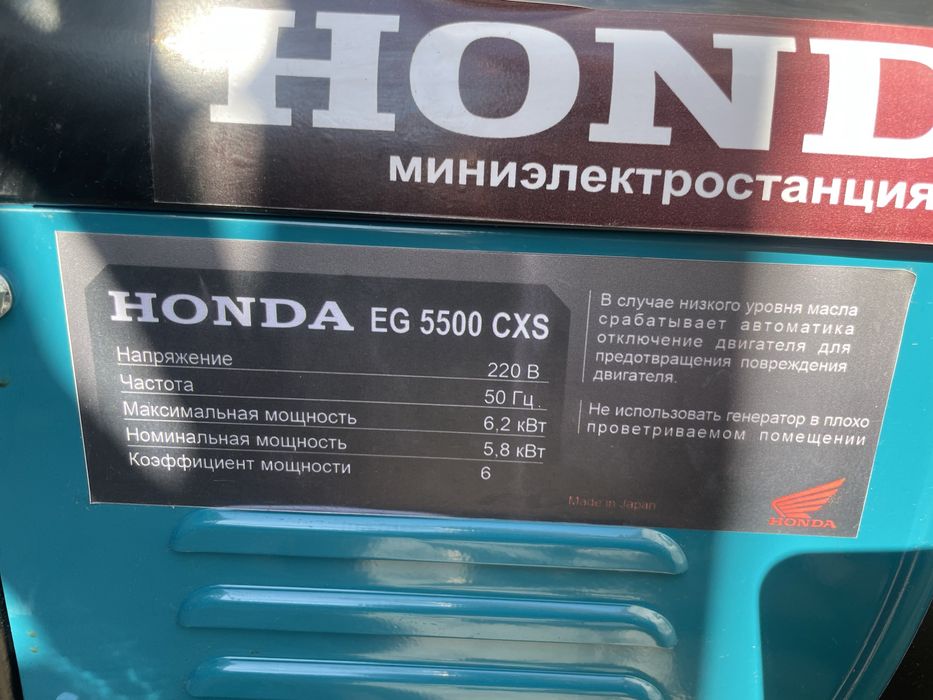 HOND
миниэлектростанция
HONDA EG 5500 CXS
Напряжение 220 В
Частота 50 Гц.
Максимальная мощность 6,2 кВт
Номинальная мощность 5,8 кВт
Коэффициент мощности 6
В случае низкого уровня масла
срабатывает автоматика
отключение двигателя для
предотвращения повреждения
двигателя.
Не использовать генератор в плохо
проветриваемом помещении
Made in Japan
HONDA